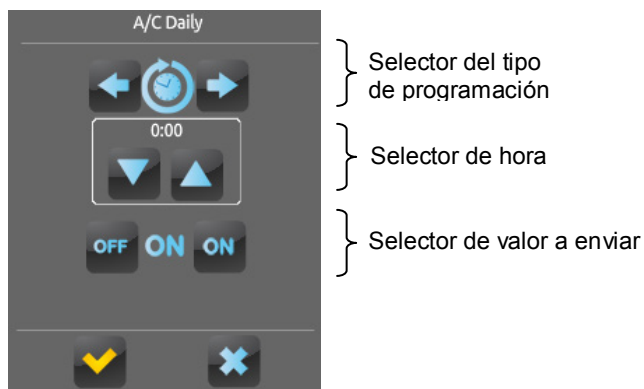 A/C Daily
Selector del tipo
de programación
0:00
Selector de hora
OFF ON ON
Selector de valor a enviar